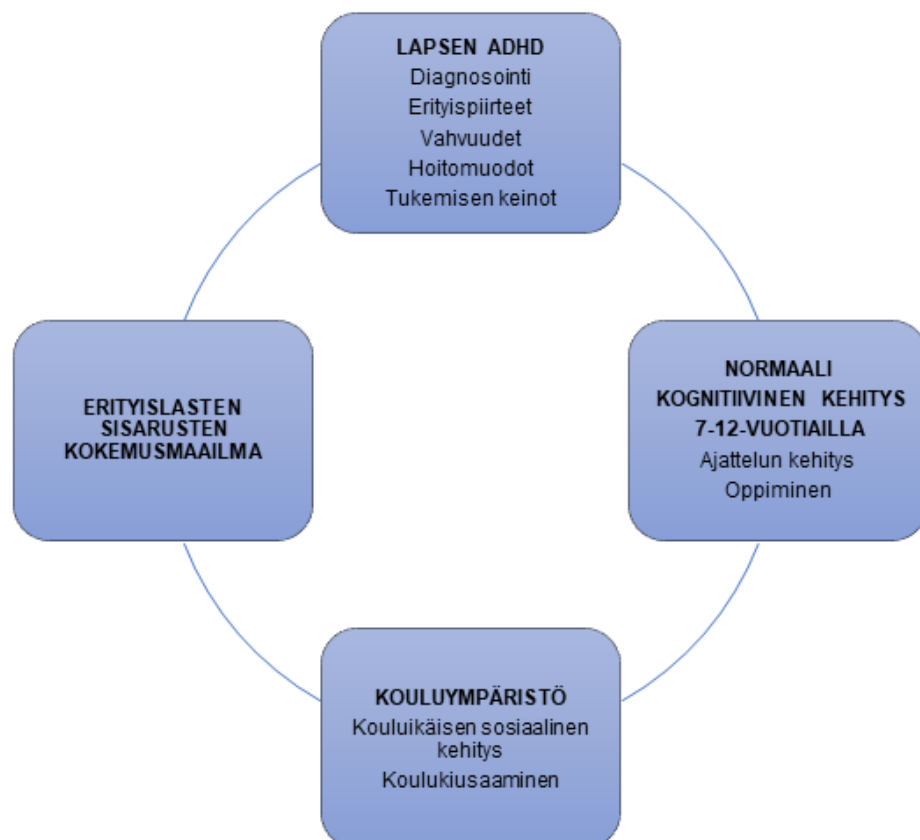 LAPSEN ADHD
Diagnosointi
Erityispiirteet
Vahvuudet
Hoitomuodot
Tukemisen keinot
ERITYISLASTEN
SISARUSTEN
KOKEMUSMAAILMA
NORMAALI
KOGNITIIVINEN KEHITYS
7-12-VUOTIAILLA
Ajattelun kehitys
Oppiminen
KOULUYMPÄRISTÖ
Kouluikäisen sosiaalinen
kehitys
Koulukiusaaminen